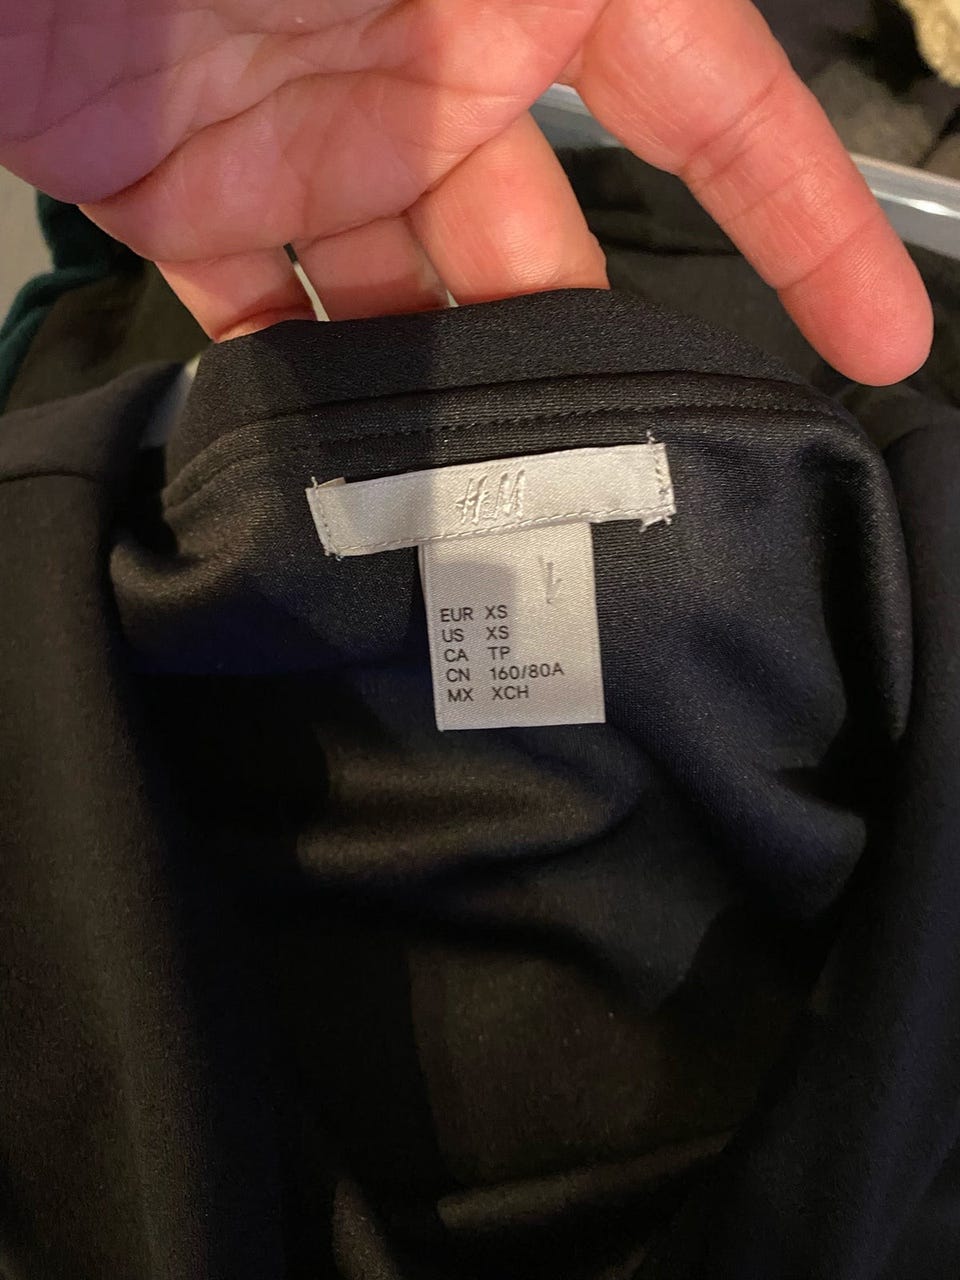 H&M
EUR XS
US XS
CA TP
CN 160/80A
MX XCH